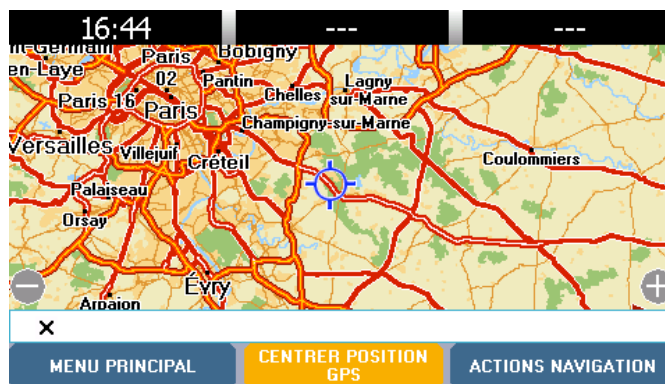 16:44
---
---
t-Germain
en-Laye
Paris
02
Bobigny
Pantin
Lagny
sur-Marne
Chelles
Paris 16
Paris
Champigny-sur-Marne
Versailles
Villejuif
Créteil
Coulommiers
Palaiseau
Orsay
Évry
Arpajon
×
MENU PRINCIPAL
CENTRER POSITION
GPS
ACTIONS NAVIGATION